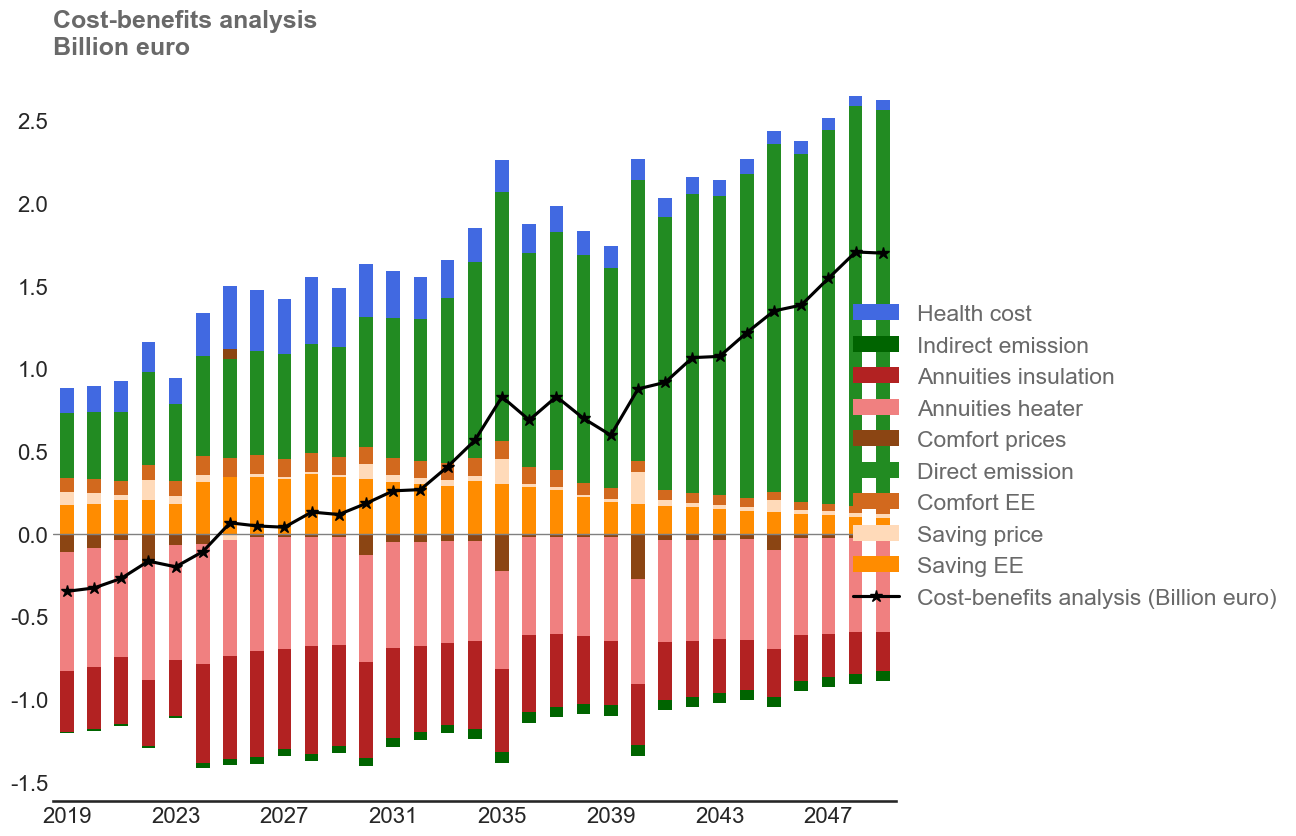 Cost-benefits analysis
Billion euro
2.5
2.0
1.5
1.0
0.5
0.0
-0.5
-1.0
-1.5
2019 2023 2027 2031 2035 2039 2043 2047
Health cost
Indirect emission
Annuities insulation
Annuities heater
Comfort prices
Direct emission
Comfort EE
Saving price
Saving EE
Cost-benefits analysis (Billion euro)